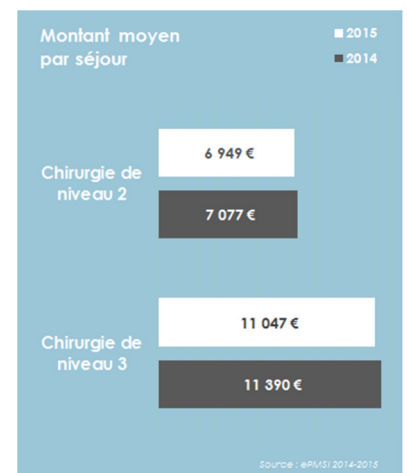 Montant moyen
par séjour
2015
2014
Chirurgie de
niveau 2
6 949 €
7 077 €
Chirurgie de
niveau 3
11 047 €
11 390 €
Source : ePMSI 2014-2015